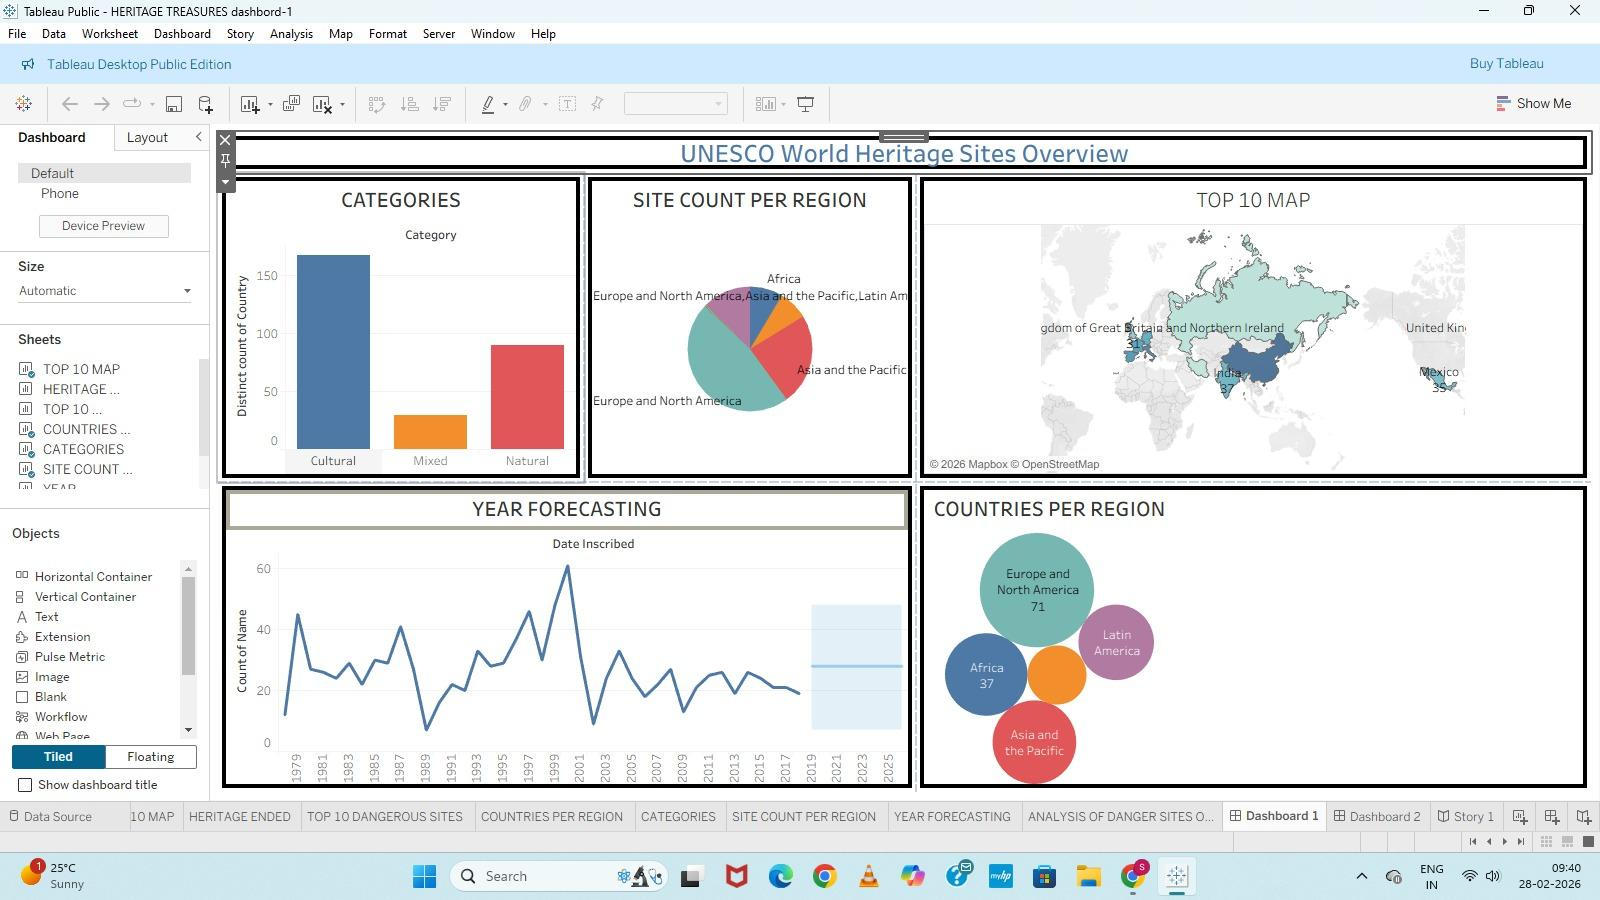 Tableau Public - HERITAGE TREASURES dashbord-1
File Data Worksheet Dashboard Story Analysis Map Format Server Window Help
Tableau Desktop Public Edition
Buy Tableau
Show Me
Dashboard
Layout
Default
Phone
Device Preview
Size
Automatic
Sheets
TOP 10 MAP
HERITAGE ...
TOP 10 ...
COUNTRIES ...
CATEGORIES
SITE COUNT ...
Objects
Horizontal Container
Vertical Container
Text
Extension
Pulse Metric
Image
Blank
Workflow
Web Page
Tiled
Floating
Show dashboard title
UNESCO World Heritage Sites Overview
CATEGORIES
Category
Distinct count of Country
150
100
50
0
Cultural
Mixed
Natural
SITE COUNT PER REGION
Africa
Europe and North America,Asia and the Pacific,Latin Am
Asia and the Pacific
Europe and North America
TOP 10 MAP
gdom of Great Britain and Northern Ireland
31
United Kin
India
37
Mexico
35
© 2026 Mapbox © OpenStreetMap
YEAR FORECASTING
Date Inscribed
Count of Name
60
40
20
0
1979 1981 1983 1985 1987 1989 1991 1993 1995 1997 1999 2001 2003 2005 2007 2009 2011 2013 2015 2017 2019 2021 2023 2025
COUNTRIES PER REGION
Europe and
North America
71
Latin
America
Africa
37
Asia and
the Pacific
Data Source
10 MAP
HERITAGE ENDED
TOP 10 DANGEROUS SITES
COUNTRIES PER REGION
CATEGORIES
SITE COUNT PER REGION
YEAR FORECASTING
ANALYSIS OF DANGER SITES O...
Dashboard 1
Dashboard 2
Story 1
1
25°C
Sunny
Search
myhp
S
ENG
IN
09:40
28-02-2026